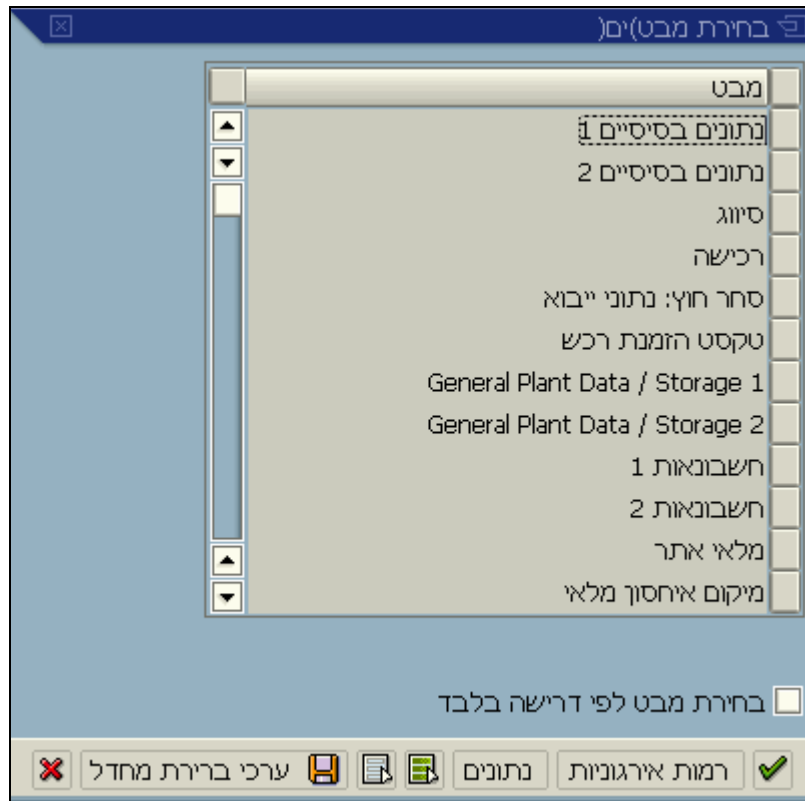 בחירת מבט)ים(
מבט
נתונים בסיסיים 1
נתונים בסיסיים 2
סיווג
רכישה
סחר חוץ: נתוני ייבוא
טקסט הזמנת רכש
General Plant Data / Storage 1
General Plant Data / Storage 2
חשבונאות 1
חשבונאות 2
מלאי אתר
מיקום איחסון מלאי
בחירת מבט לפי דרישה בלבד
רמות אירגוניות נתונים ערכי ברירת מחדל